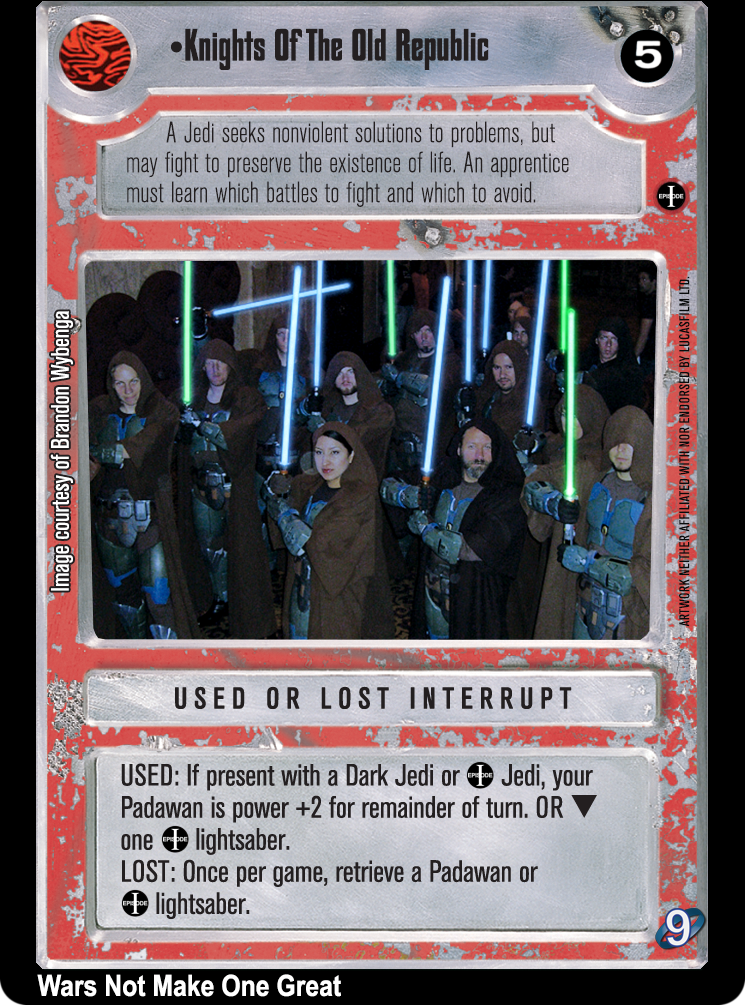 •Knights Of The Old Republic
5
A Jedi seeks nonviolent solutions to problems, but
may fight to preserve the existence of life. An apprentice
must learn which battles to fight and which to avoid.
EPISODE I
Image courtesy of Brandon Wybenga
ARTWORK NEITHER AFFILIATED WITH NOR ENDORSED BY LUCASFILM LTD.
USED OR LOST INTERRUPT
USED: If present with a Dark Jedi or EPISODE I Jedi, your
Padawan is power +2 for remainder of turn. OR ▼
one EPISODE I lightsaber.
LOST: Once per game, retrieve a Padawan or
EPISODE I lightsaber.
9
Wars Not Make One Great